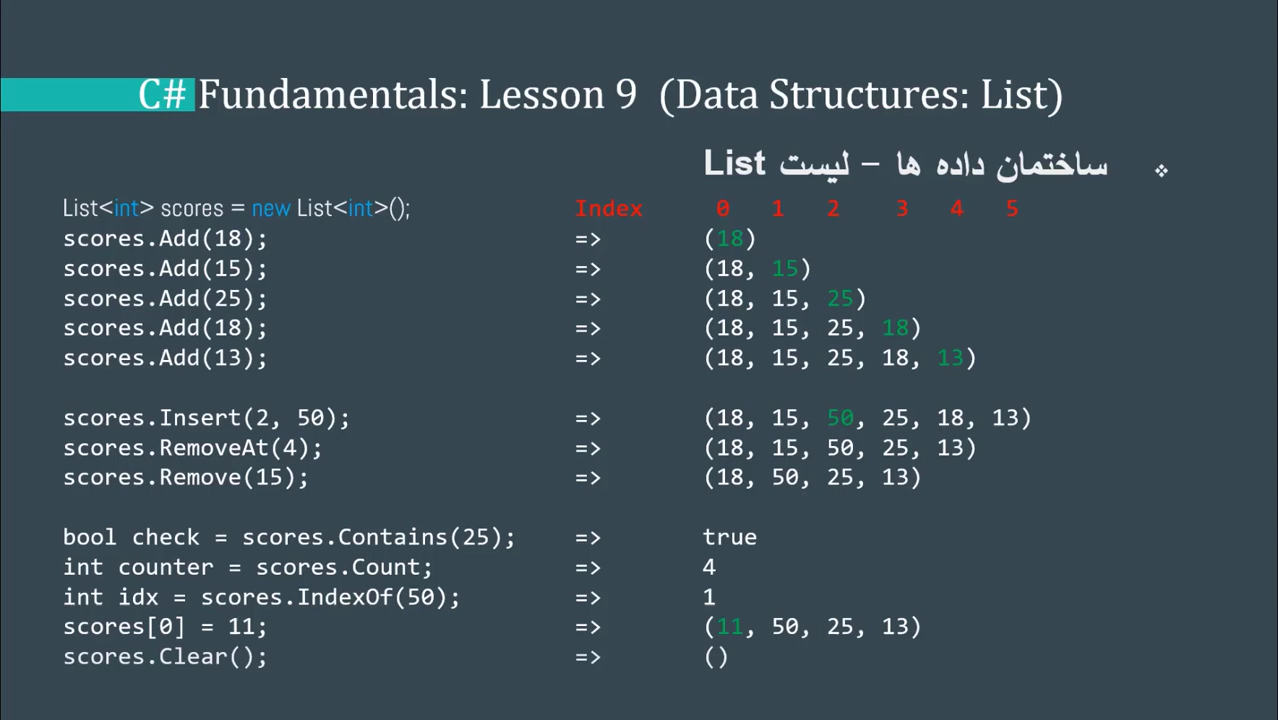 C# Fundamentals: Lesson 9 (Data Structures: List)
❖ ساختمان داده ها – لیست List
List<int> scores = new List<int>(); Index 0 1 2 3 4 5
scores.Add(18); => (18)
scores.Add(15); => (18, 15)
scores.Add(25); => (18, 15, 25)
scores.Add(18); => (18, 15, 25, 18)
scores.Add(13); => (18, 15, 25, 18, 13)
scores.Insert(2, 50); => (18, 15, 50, 25, 18, 13)
scores.RemoveAt(4); => (18, 15, 50, 25, 13)
scores.Remove(15); => (18, 50, 25, 13)
bool check = scores.Contains(25); => true
int counter = scores.Count; => 4
int idx = scores.IndexOf(50); => 1
scores[0] = 11; => (11, 50, 25, 13)
scores.Clear(); => ()